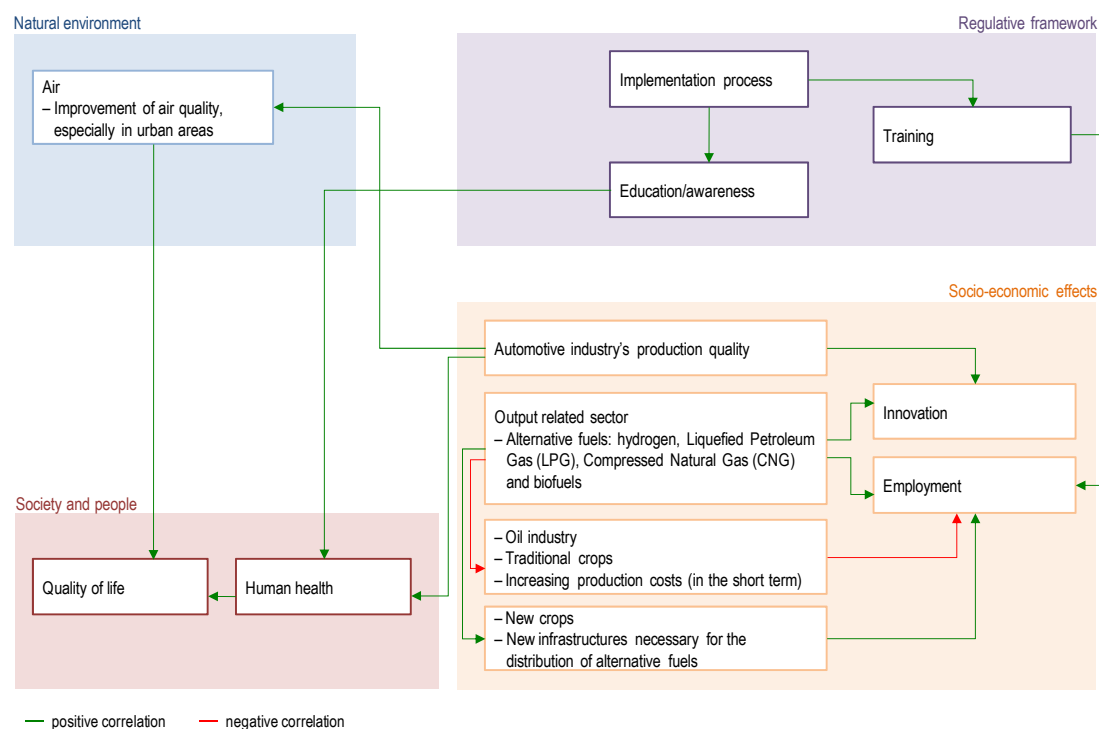 Natural environment
Regulative framework
Air
– Improvement of air quality,
especially in urban areas
Implementation process
Training
Education/awareness
Socio-economic effects
Automotive industry's production quality
Innovation
Output related sector
– Alternative fuels: hydrogen, Liquefied Petroleum
Gas (LPG), Compressed Natural Gas (CNG)
and biofuels
Employment
Society and people
– Oil industry
– Traditional crops
– Increasing production costs (in the short term)
Quality of life
Human health
– New crops
– New infrastructures necessary for the
distribution of alternative fuels
positive correlation
negative correlation